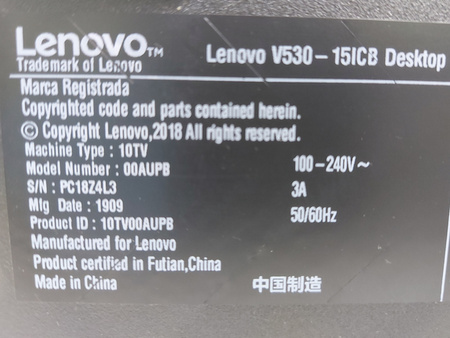 Lenovo™ Lenovo V530-15ICB Desktop
Trademark of Lenovo
Marca Registrada
Copyrighted code and parts contained herein.
© Copyright Lenovo,2018 All rights reserved.
Machine Type : 10TV
Model Number : 00AUPB 100-240V~
S/N : PC18Z4L3 3A
Mfg Date : 1909 50/60Hz
Product ID : 10TV00AUPB
Manufactured for Lenovo
Product certified in Futian,China
Made in China 中国制造